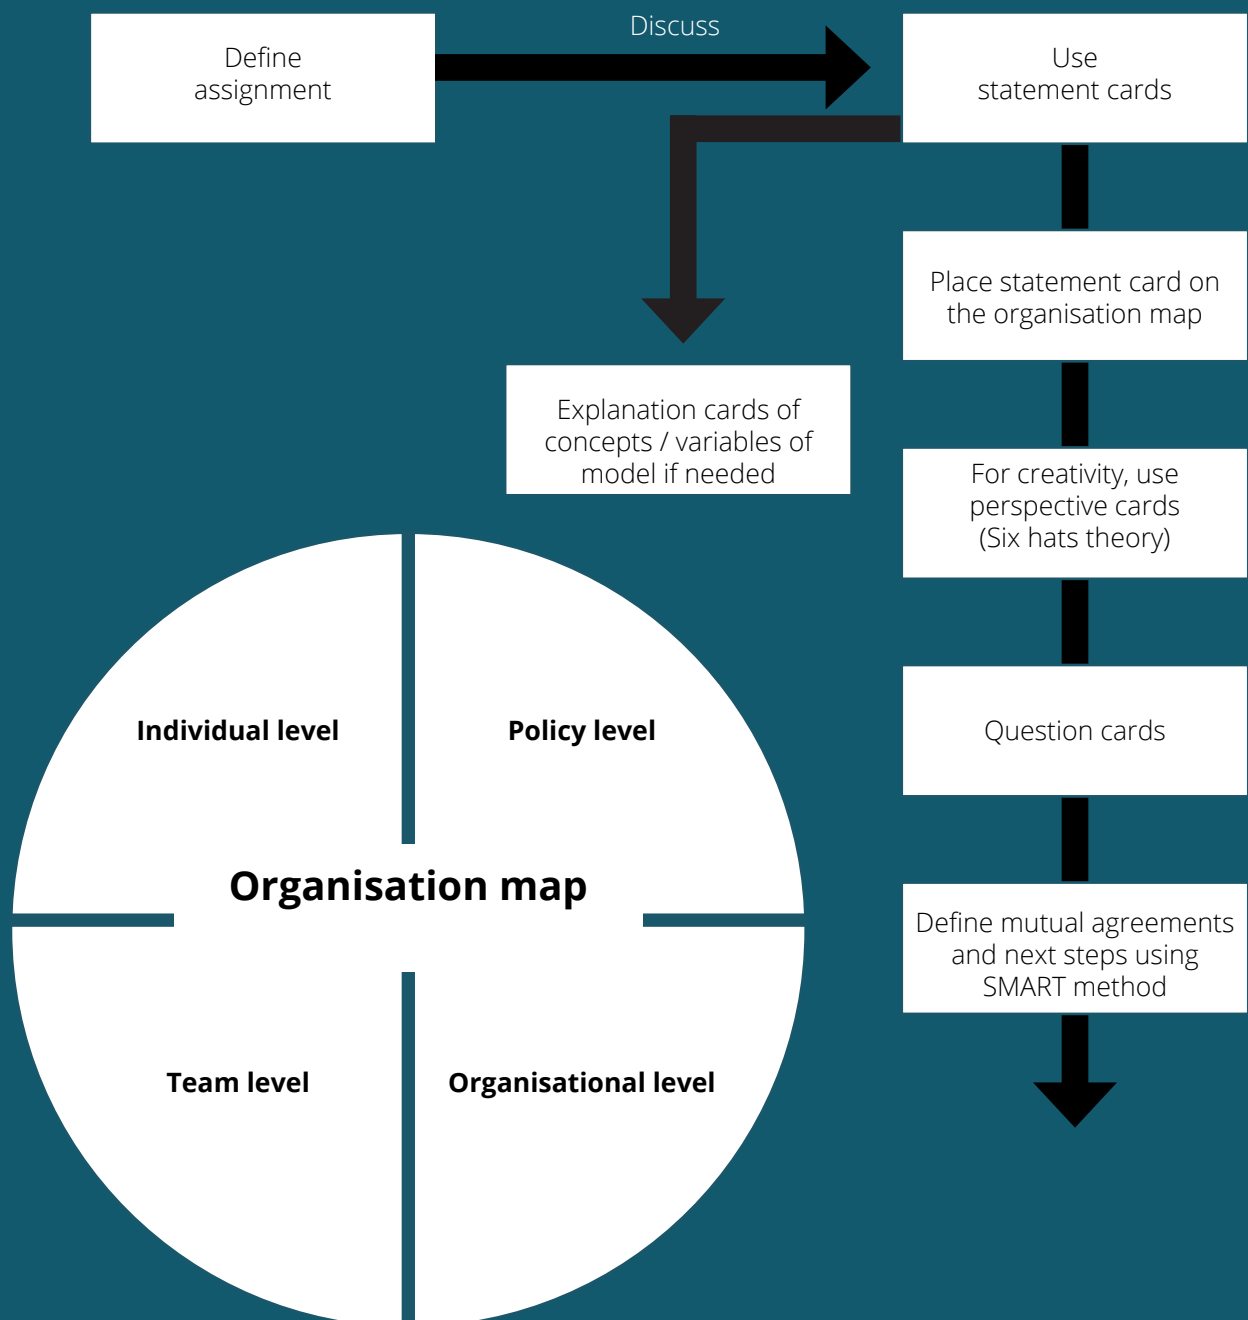 Define
assignment
Discuss
Use
statement cards
Place statement card on
the organisation map
Explanation cards of
concepts / variables of
model if needed
For creativity, use
perspective cards
(Six hats theory)
Question cards
Define mutual agreements
and next steps using
SMART method
Individual level
Policy level
Organisation map
Team level
Organisational level